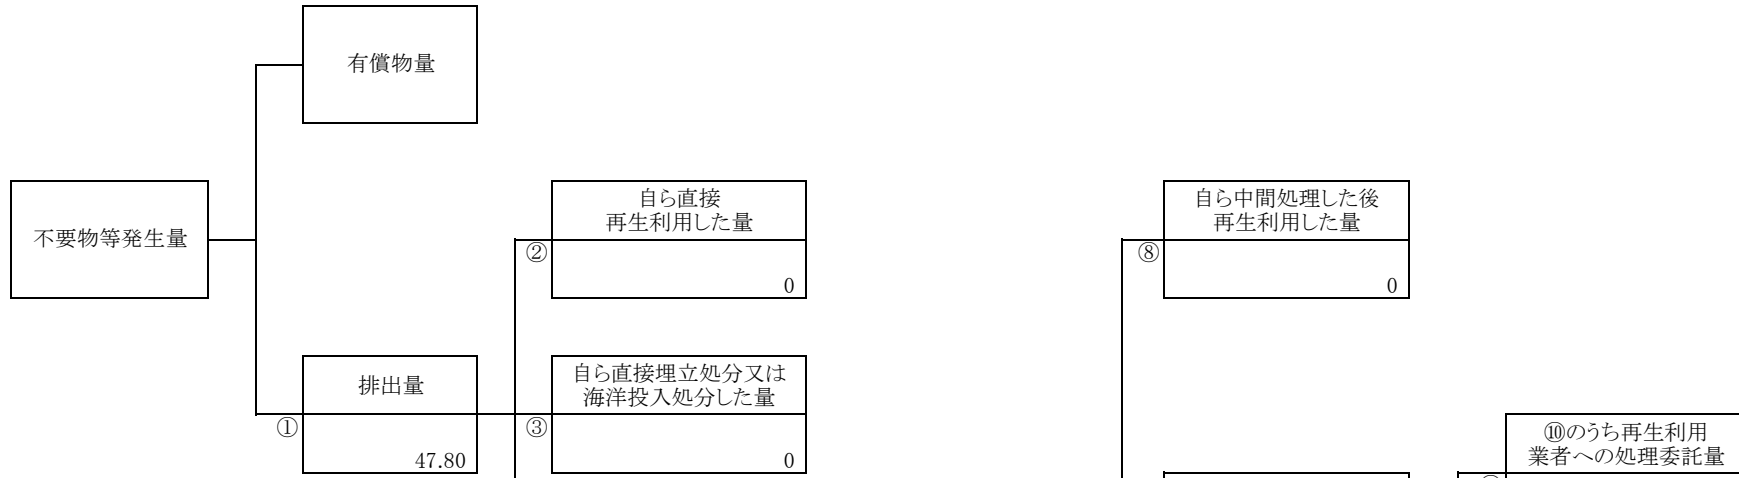 有償物量
不要物等発生量
自ら直接
再生利用した量
②
0
自ら中間処理した後
再生利用した量
⑧
0
排出量
①
47.80
自ら直接埋立処分又は
海洋投入処分した量
③
0
⑩のうち再生利用
業者への処理委託量